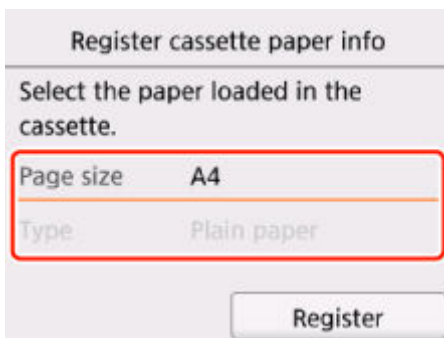 Register cassette paper info
Select the paper loaded in the
cassette.
Page size A4
Type Plain paper
Register